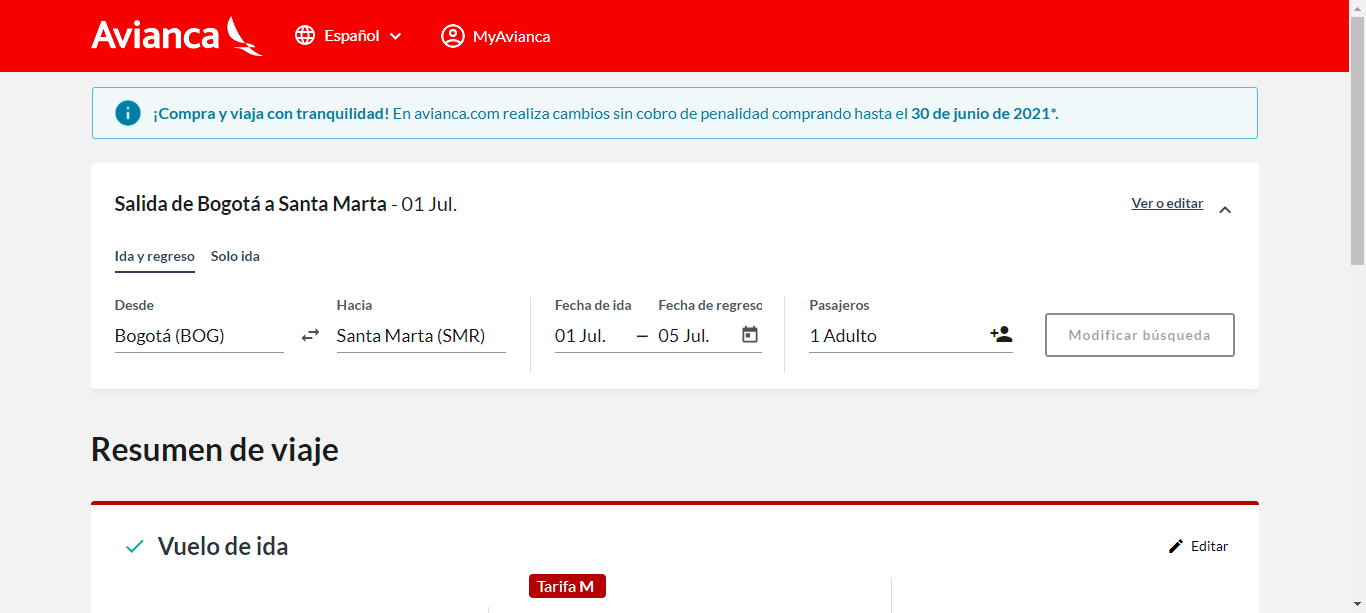 Avianca Español MyAvianca
¡Compra y viaja con tranquilidad! En avianca.com realiza cambios sin cobro de penalidad comprando hasta el 30 de junio de 2021*.
Salida de Bogotá a Santa Marta - 01 Jul. Ver o editar
Ida y regreso Solo ida
Desde Hacia Fecha de ida Fecha de regreso Pasajeros
Bogotá (BOG) Santa Marta (SMR) 01 Jul. – 05 Jul. 1 Adulto Modificar búsqueda
Resumen de viaje
Vuelo de ida Editar
Tarifa M